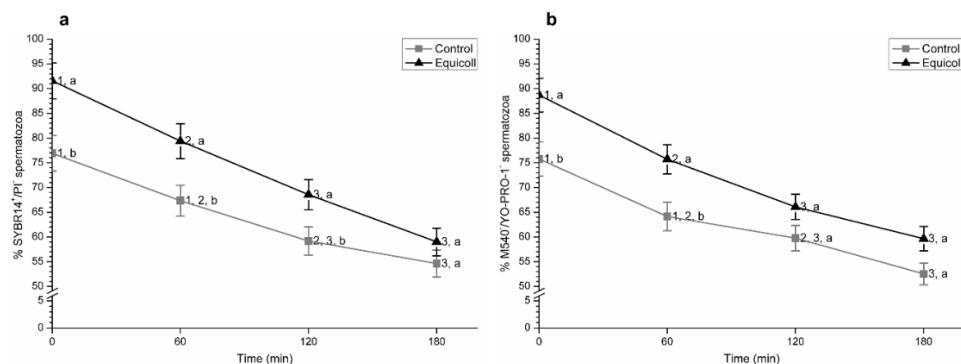 a
Control
Equicoll
% SYBR14⁺/PI⁻ spermatozoa
100
95
90
85
80
75
70
65
60
55
50
5
0
1, a
2, a
3, a
3, a
1, b
1, 2, b
2, 3, b
3, a
0
60
120
180
Time (min)
b
Control
Equicoll
% M540⁻/YO-PRO-1⁻ spermatozoa
100
95
90
85
80
75
70
65
60
55
50
5
0
1, a
2, a
3, a
3, a
1, b
1, 2, b
2, 3, a
3, a
0
60
120
180
Time (min)